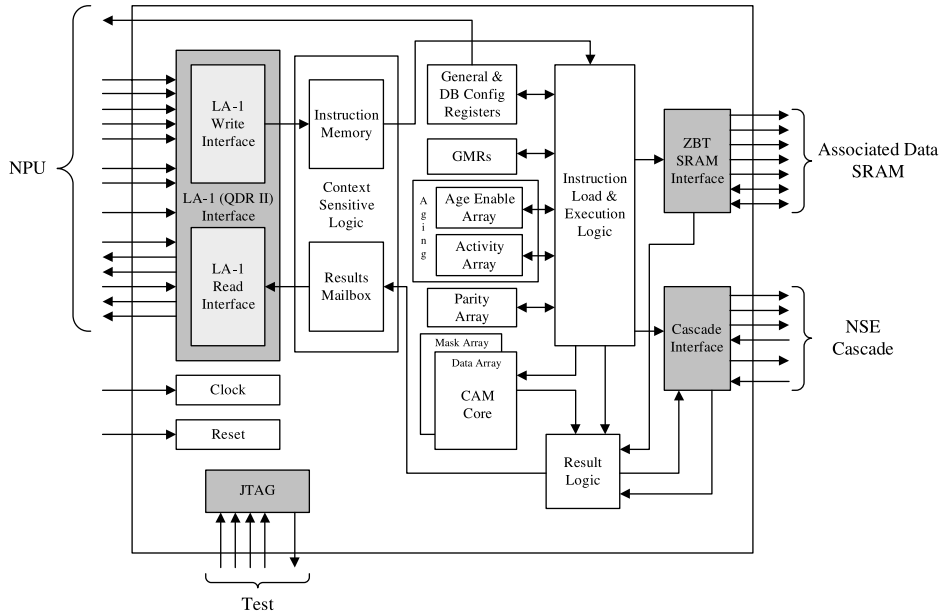 NPU
LA-1
Write
Interface
LA-1 (QDR II)
Interface
LA-1
Read
Interface
Instruction
Memory
Context
Sensitive
Logic
Results
Mailbox
Clock
Reset
JTAG
Test
General &
DB Config
Registers
GMRs
Aging
Age Enable
Array
Activity
Array
Parity
Array
Mask Array
Data Array
CAM
Core
Instruction
Load &
Execution
Logic
Result
Logic
ZBT
SRAM
Interface
Cascade
Interface
Associated Data
SRAM
NSE
Cascade